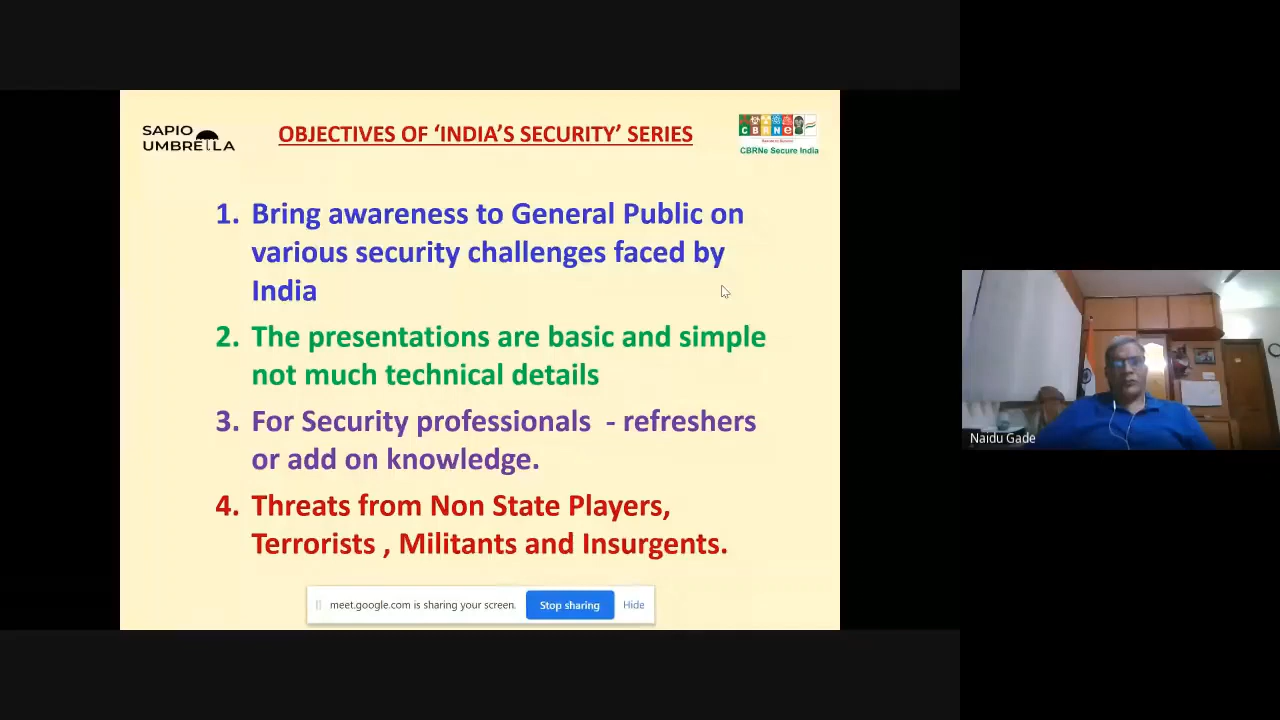 SAPIO
UMBRELLA
OBJECTIVES OF ‘INDIA’S SECURITY’ SERIES
CBRNe
CBRNe Secure India
1. Bring awareness to General Public on
various security challenges faced by
India
2. The presentations are basic and simple
not much technical details
3. For Security professionals - refreshers
or add on knowledge.
4. Threats from Non State Players,
Terrorists , Militants and Insurgents.
meet.google.com is sharing your screen. Stop sharing Hide
Naidu Gade